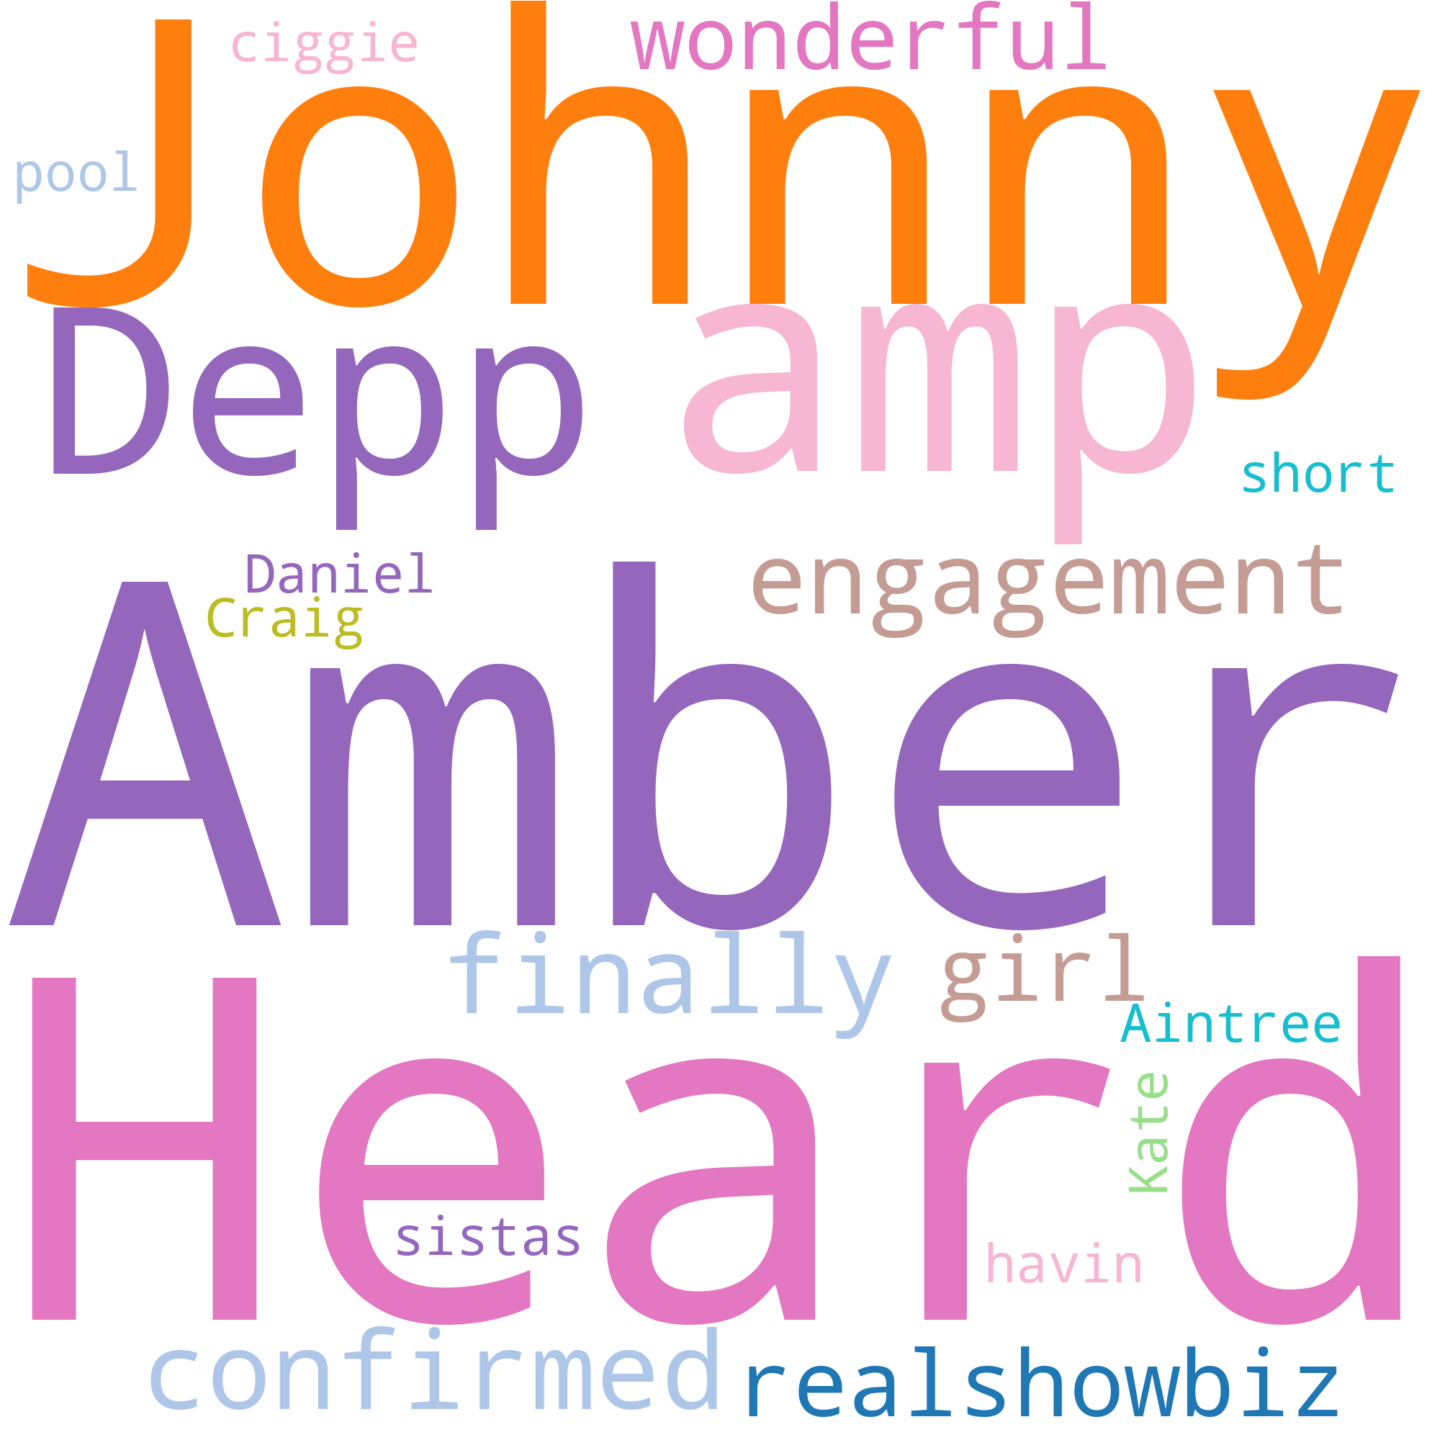 ciggie wonderful
Johnny
pool
Depp amp
short
Daniel engagement
Craig
Amber
finally girl
Aintree
Kate
Heard
sistas havin
confirmed realshowbiz